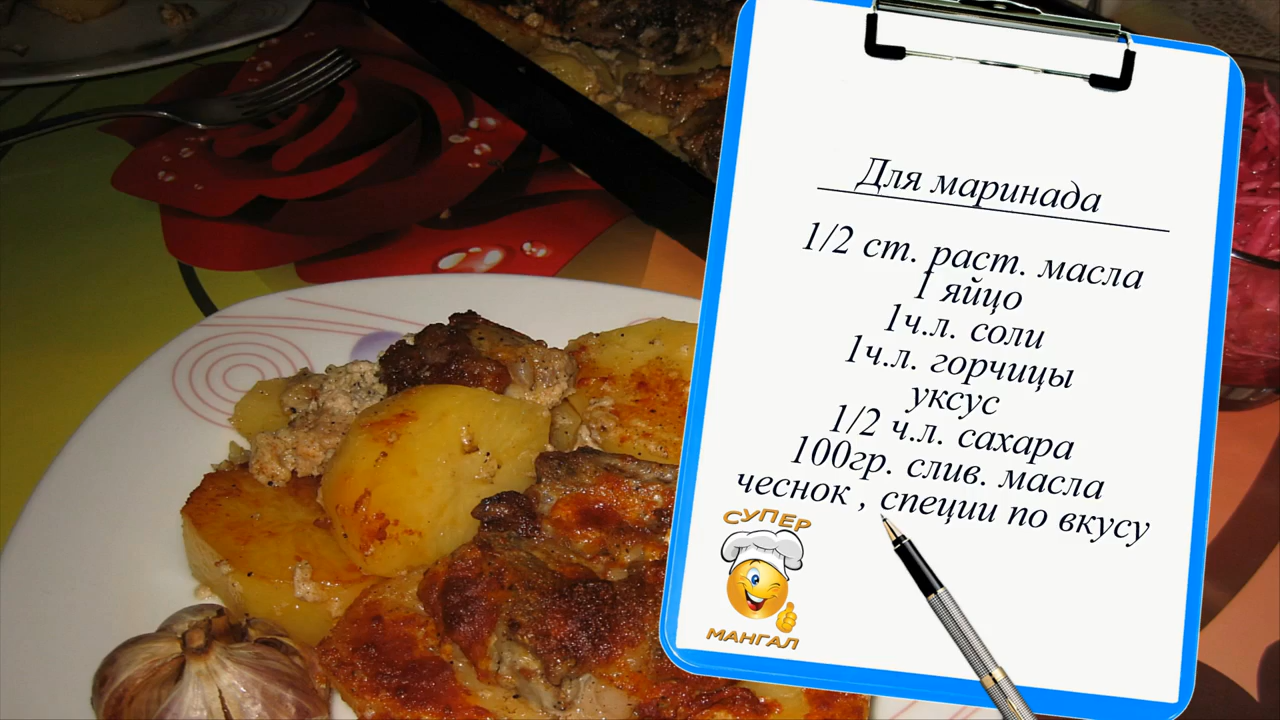 Для маринада
1/2 ст. раст. масла
1 яйцо
1ч.л. соли
1ч.л. горчицы
уксус
1/2 ч.л. сахара
100гр. слив. масла
чеснок , специи по вкусу
СУПЕР
МАНГАЛ